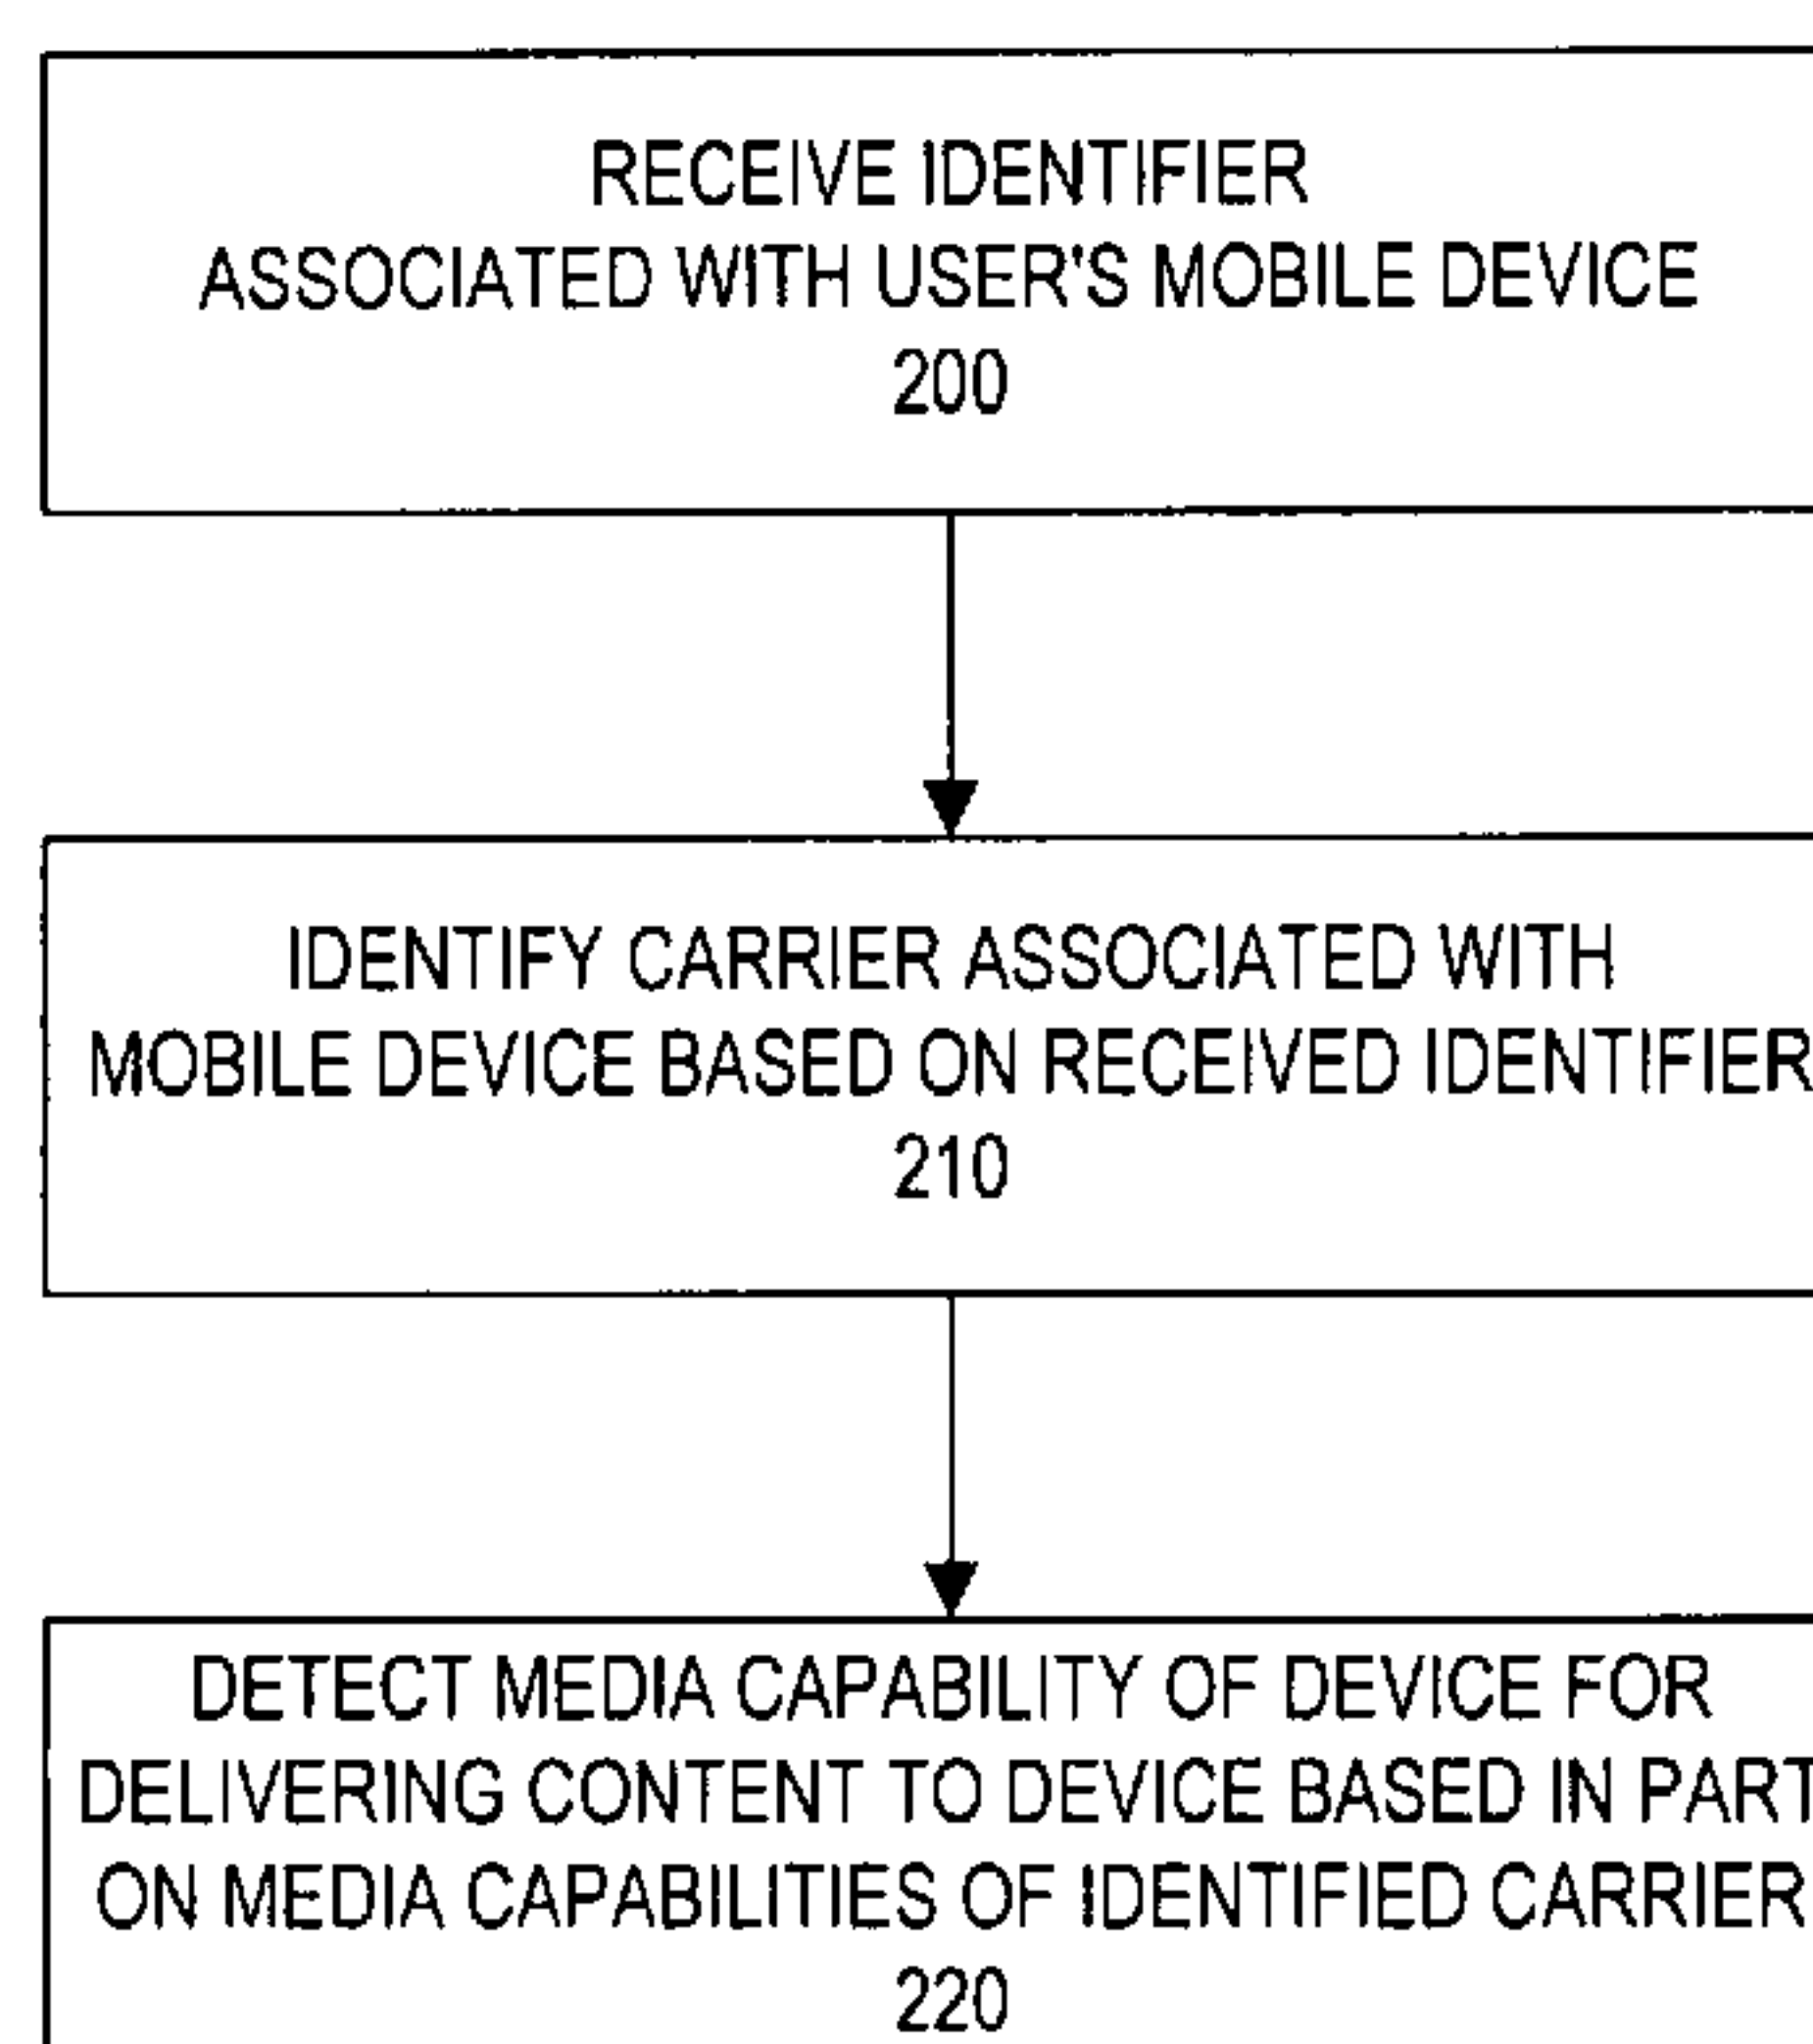 RECEIVE IDENTIFIER
ASSOCIATED WITH USER'S MOBILE DEVICE
200
IDENTIFY CARRIER ASSOCIATED WITH
MOBILE DEVICE BASED ON RECEIVED IDENTIFIER
210
DETECT MEDIA CAPABILITY OF DEVICE FOR
DELIVERING CONTENT TO DEVICE BASED IN PART
ON MEDIA CAPABILITIES OF IDENTIFIED CARRIER
220